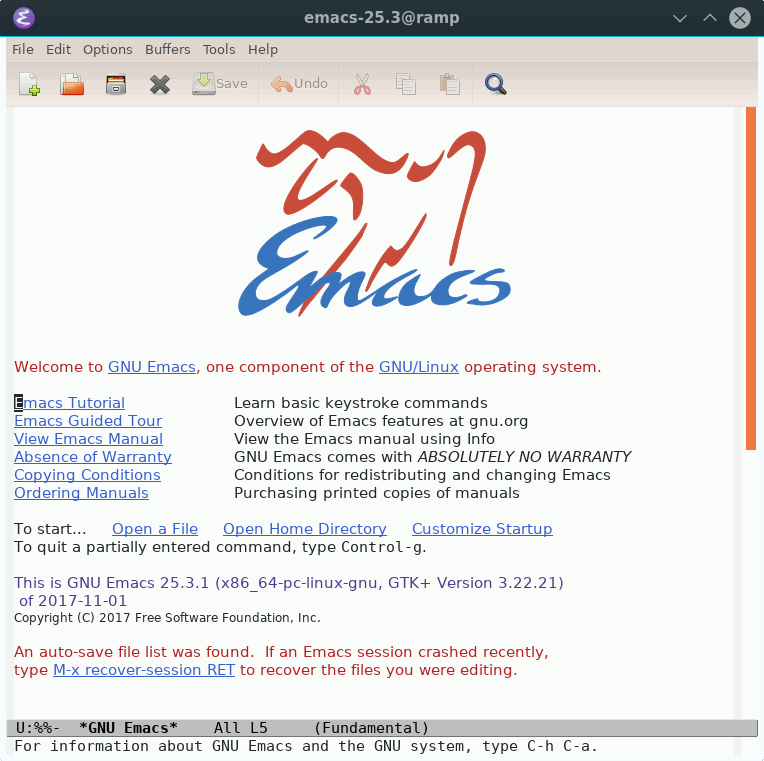 emacs-25.3@ramp
File Edit Options Buffers Tools Help
Save Undo
Emacs
Welcome to GNU Emacs, one component of the GNU/Linux operating system.
Emacs Tutorial Learn basic keystroke commands
Emacs Guided Tour Overview of Emacs features at gnu.org
View Emacs Manual View the Emacs manual using Info
Absence of Warranty GNU Emacs comes with ABSOLUTELY NO WARRANTY
Copying Conditions Conditions for redistributing and changing Emacs
Ordering Manuals Purchasing printed copies of manuals
To start... Open a File Open Home Directory Customize Startup
To quit a partially entered command, type Control-g.
This is GNU Emacs 25.3.1 (x86_64-pc-linux-gnu, GTK+ Version 3.22.21)
of 2017-11-01
Copyright (C) 2017 Free Software Foundation, Inc.
An auto-save file list was found.  If an Emacs session crashed recently,
type M-x recover-session RET to recover the files you were editing.
U:%%-  *GNU Emacs*    All L5     (Fundamental)
For information about GNU Emacs and the GNU system, type C-h C-a.